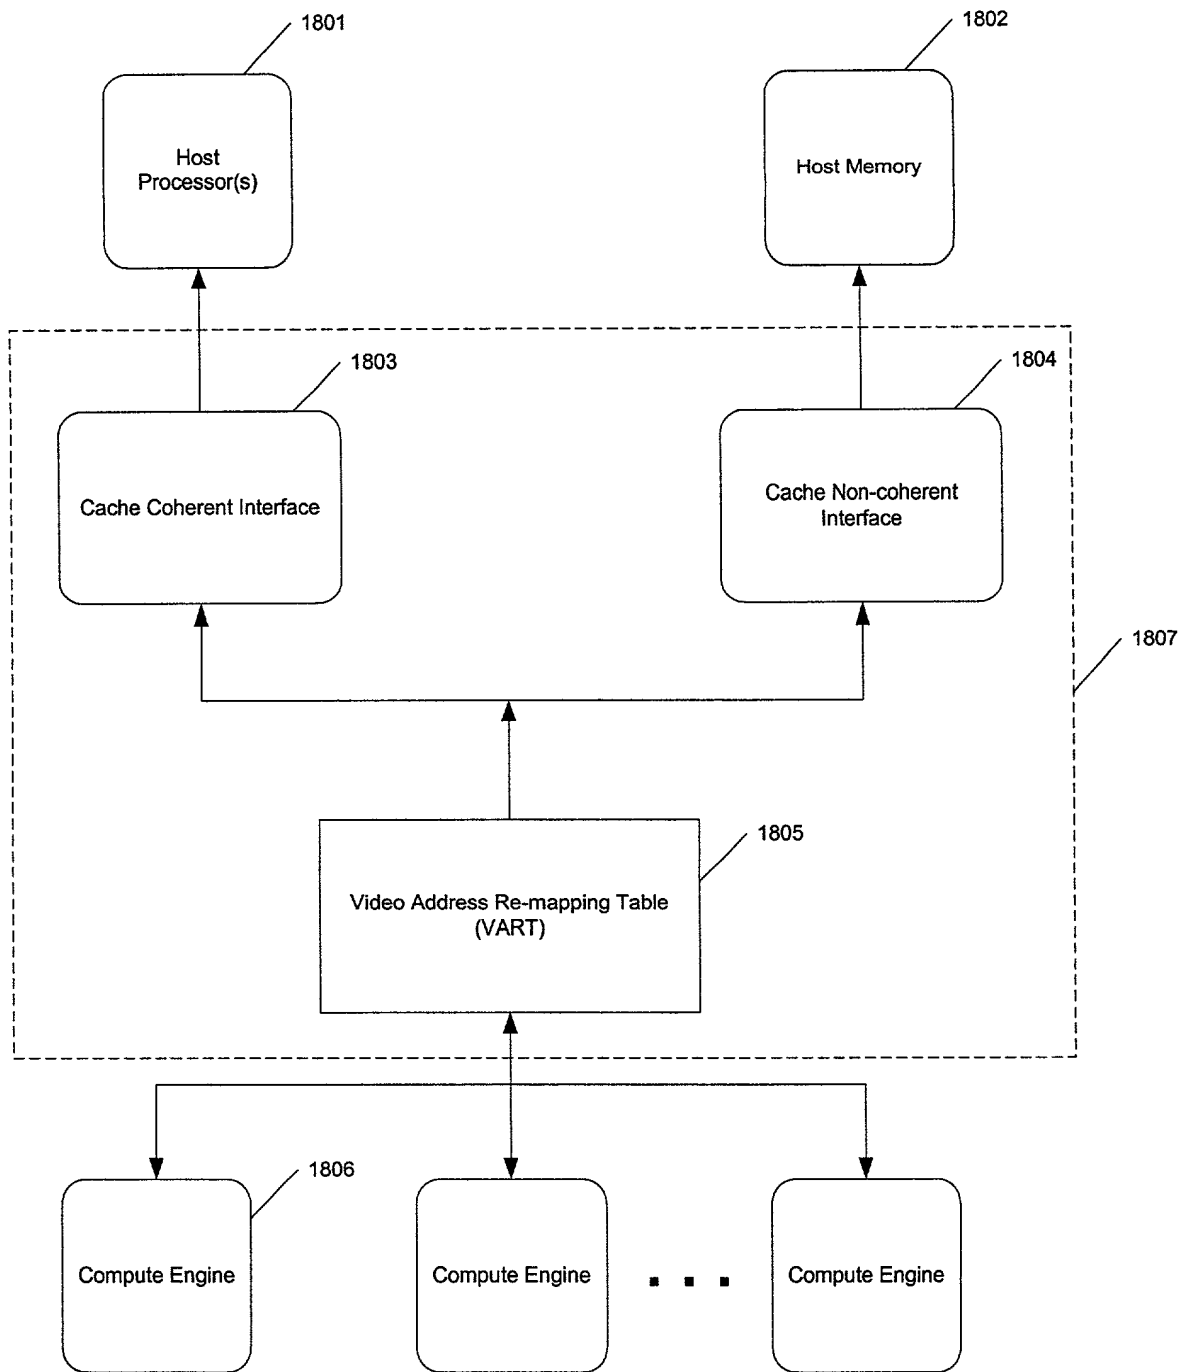 1801
1802
Host
Processor(s)
Host Memory
1803
1804
Cache Coherent Interface
Cache Non-coherent
Interface
1807
1805
Video Address Re-mapping Table
(VART)
1806
Compute Engine
Compute Engine
. . .
Compute Engine